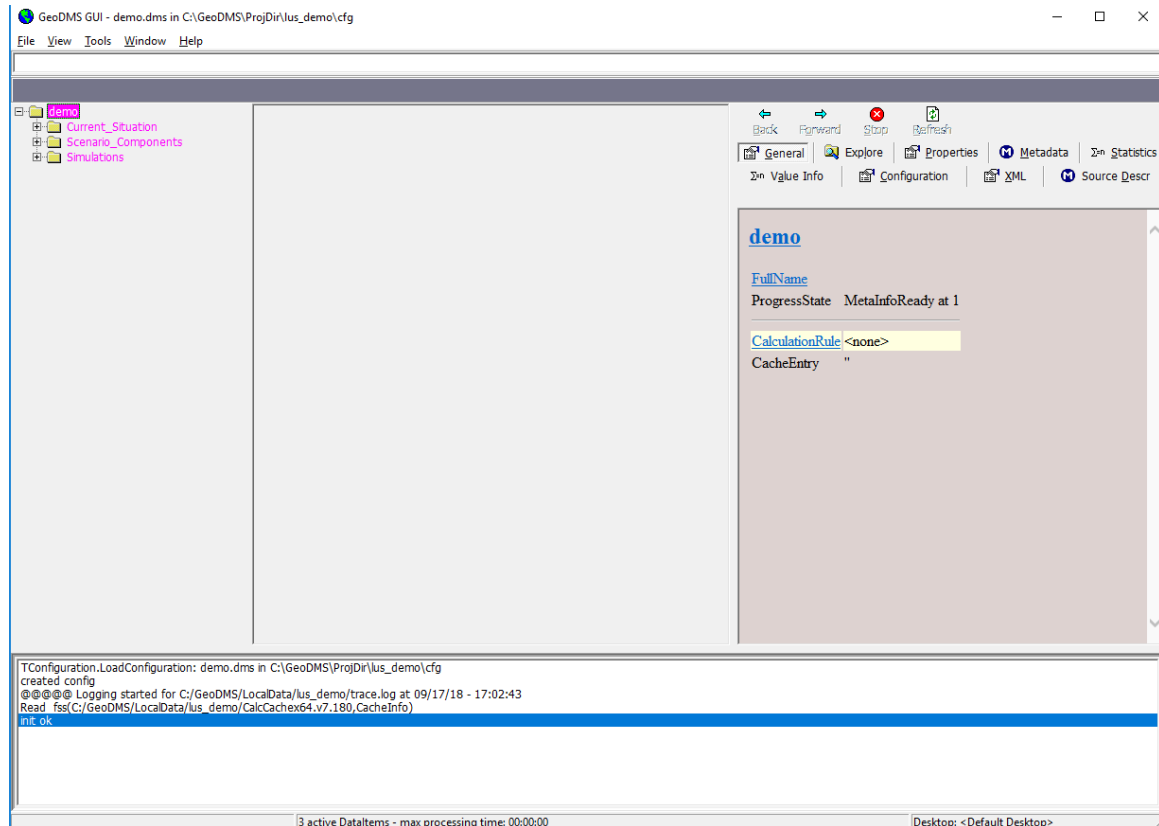 GeoDMS GUI - demo.dms in C:\GeoDMS\ProjDir\lus_demo\cfg
File View Tools Window Help
demo
Current_Situation
Scenario_Components
Simulations
Back Forward Stop Refresh
General Explore Properties Metadata Σ•n Statistics
Σ•n Value Info Configuration XML Source Descr
demo
FullName
ProgressState MetaInfoReady at 1
CalculationRule <none>
CacheEntry "
TConfiguration.LoadConfiguration: demo.dms in C:\GeoDMS\ProjDir\lus_demo\cfg
created config
@@@@@ Logging started for C:/GeoDMS/LocalData/lus_demo/trace.log at 09/17/18 - 17:02:43
Read fss(C:/GeoDMS/LocalData/lus_demo/CalcCachex64.v7.180,CacheInfo)
init ok
3 active DataItems - max processing time: 00:00:00 Desktop: <Default Desktop>